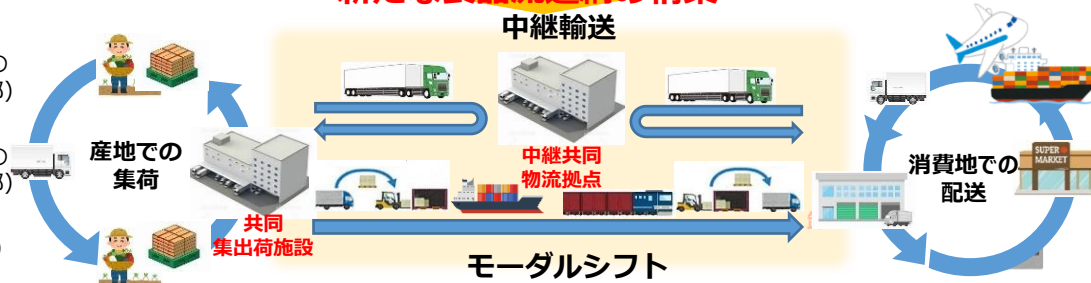 中継輸送
産地での
集荷
中継共同
物流拠点
共同
集出荷施設
消費地での
配送
SUPER
MARKET
モーダルシフト